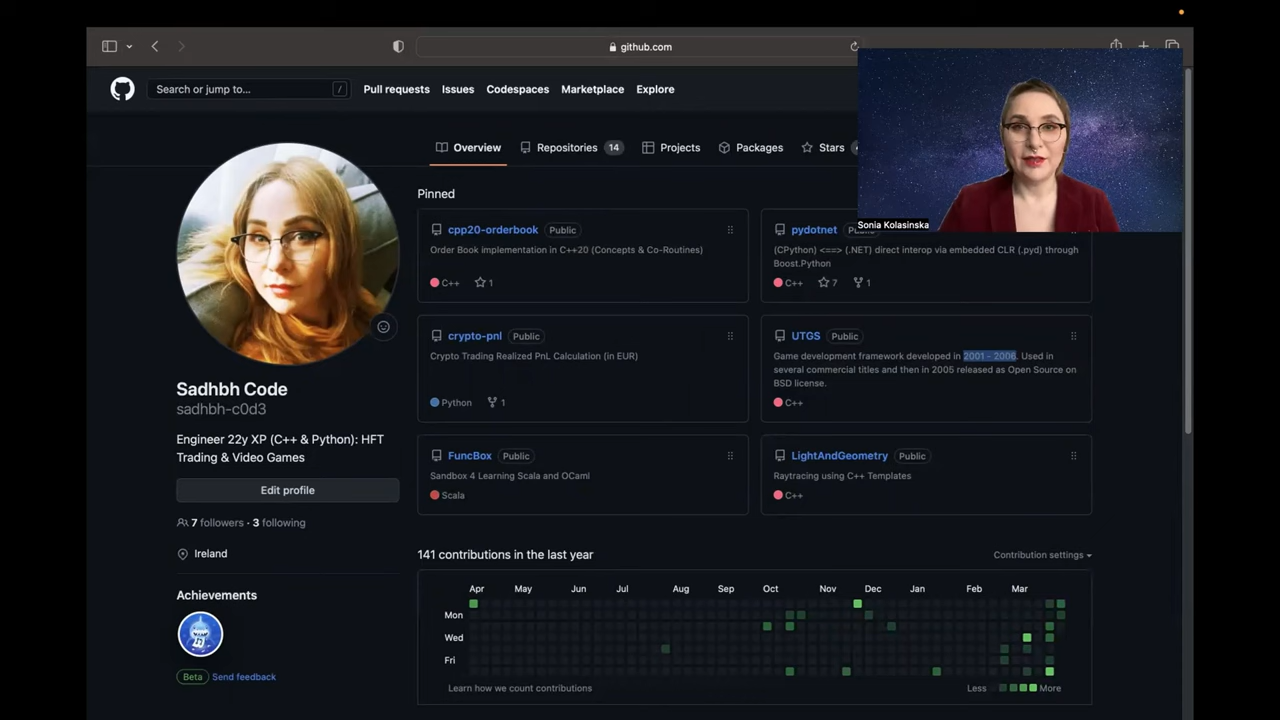 github.com
Search or jump to... /
Pull requests Issues Codespaces Marketplace Explore
Overview Repositories 14 Projects Packages Stars
Sonia Kolasinska
Pinned
cpp20-orderbook Public
Order Book implementation in C++20 (Concepts & Co-Routines)
C++ 1
pydotnet
(CPython) <==> (.NET) direct interop via embedded CLR (.pyd) through
Boost.Python
C++ 7 1
crypto-pnl Public
Crypto Trading Realized PnL Calculation (in EUR)
Python 1
UTGS Public
Game development framework developed in 2001 - 2006. Used in
several commercial titles and then in 2005 released as Open Source on
BSD license.
C++
FuncBox Public
Sandbox 4 Learning Scala and OCaml
Scala
LightAndGeometry Public
Raytracing using C++ Templates
C++
Sadhbh Code
sadhbh-c0d3
Engineer 22y XP (C++ & Python): HFT
Trading & Video Games
Edit profile
7 followers · 3 following
Ireland
Achievements
Beta Send feedback
141 contributions in the last year
Contribution settings
Apr May Jun Jul Aug Sep Oct Nov Dec Jan Feb Mar
Mon
Wed
Fri
Learn how we count contributions
Less More